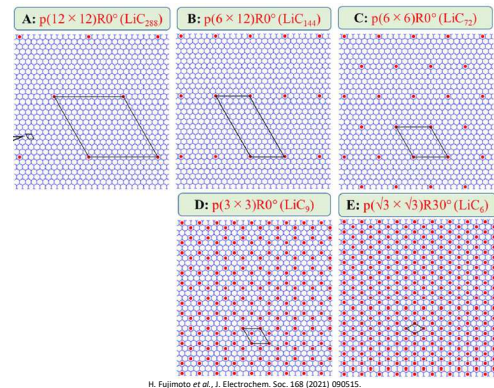 A: p(12 × 12)R0° (LiC₂₈₈)
B: p(6 × 12)R0° (LiC₁₄₄)
C: p(6 × 6)R0° (LiC₇₂)
D: p(3 × 3)R0° (LiC₉)
E: p(√3 × √3)R30° (LiC₆)
H. Fujimoto et al., J. Electrochem. Soc. 168 (2021) 090515.